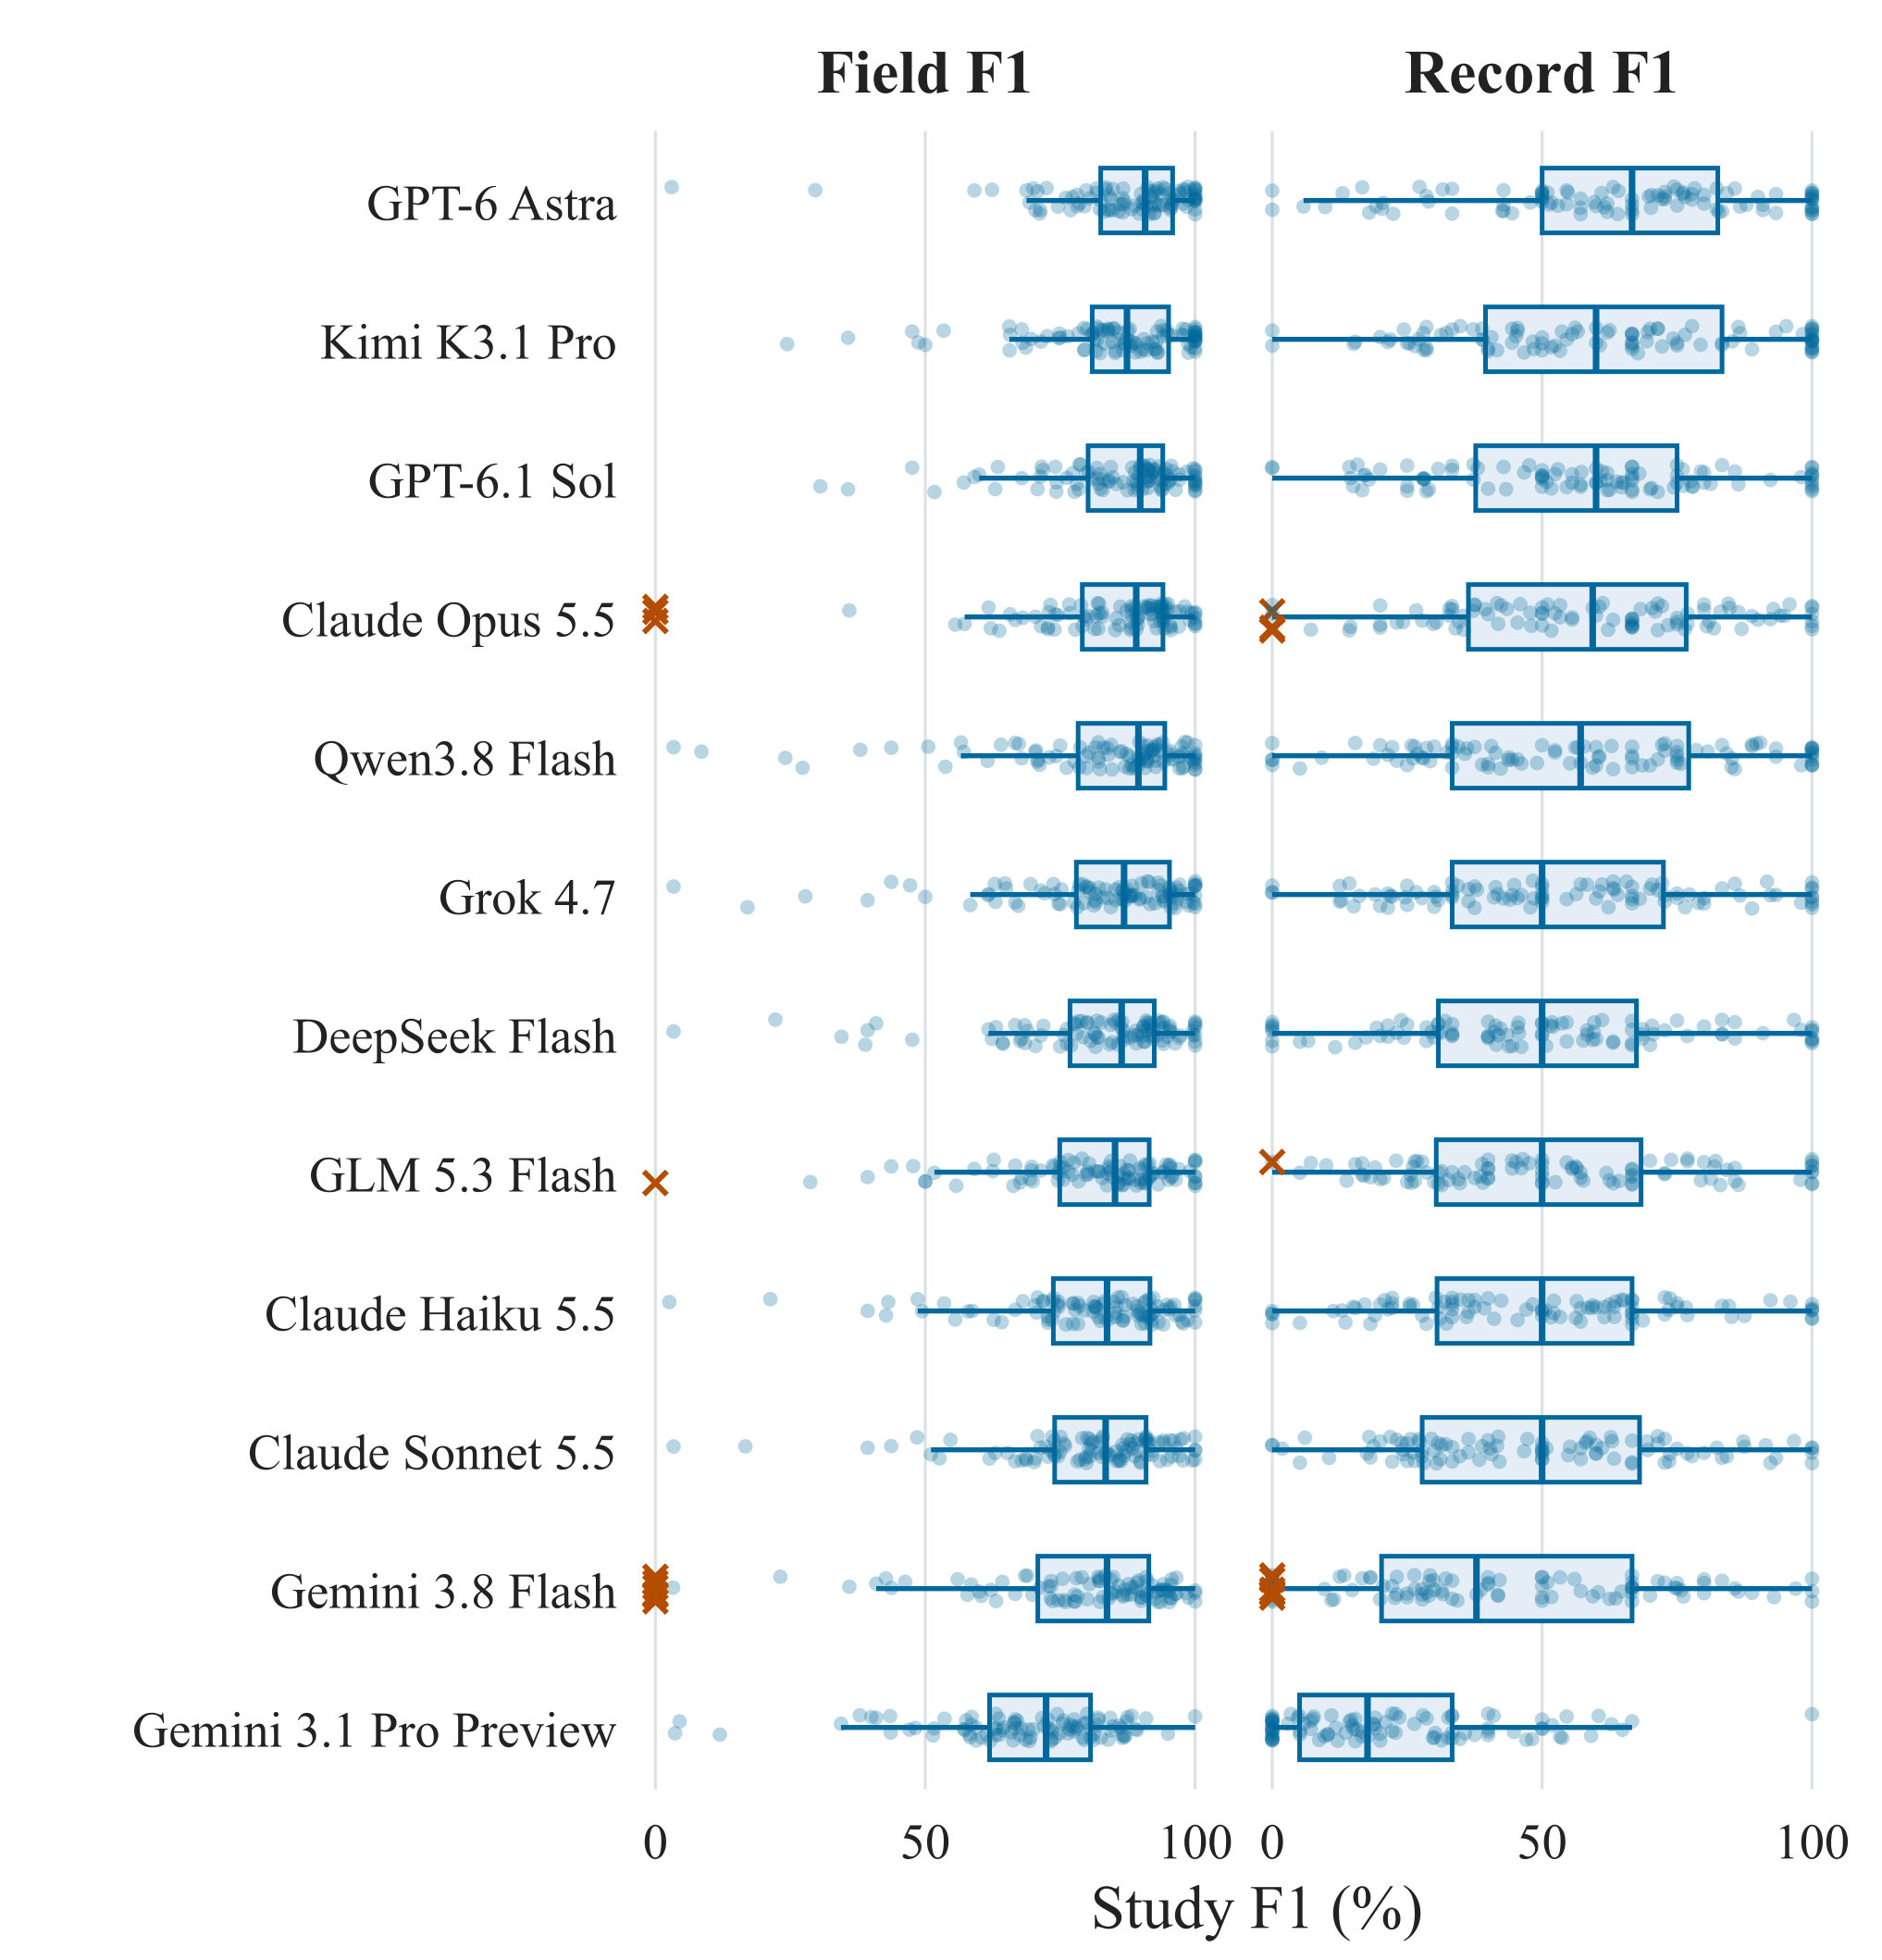 Field F1 Record F1
GPT-6 Astra
Kimi K3.1 Pro
GPT-6.1 Sol
Claude Opus 5.5
Qwen3.8 Flash
Grok 4.7
DeepSeek Flash
GLM 5.3 Flash
Claude Haiku 5.5
Claude Sonnet 5.5
Gemini 3.8 Flash
Gemini 3.1 Pro Preview
0 50 100 0 50 100
Study F1 (%)